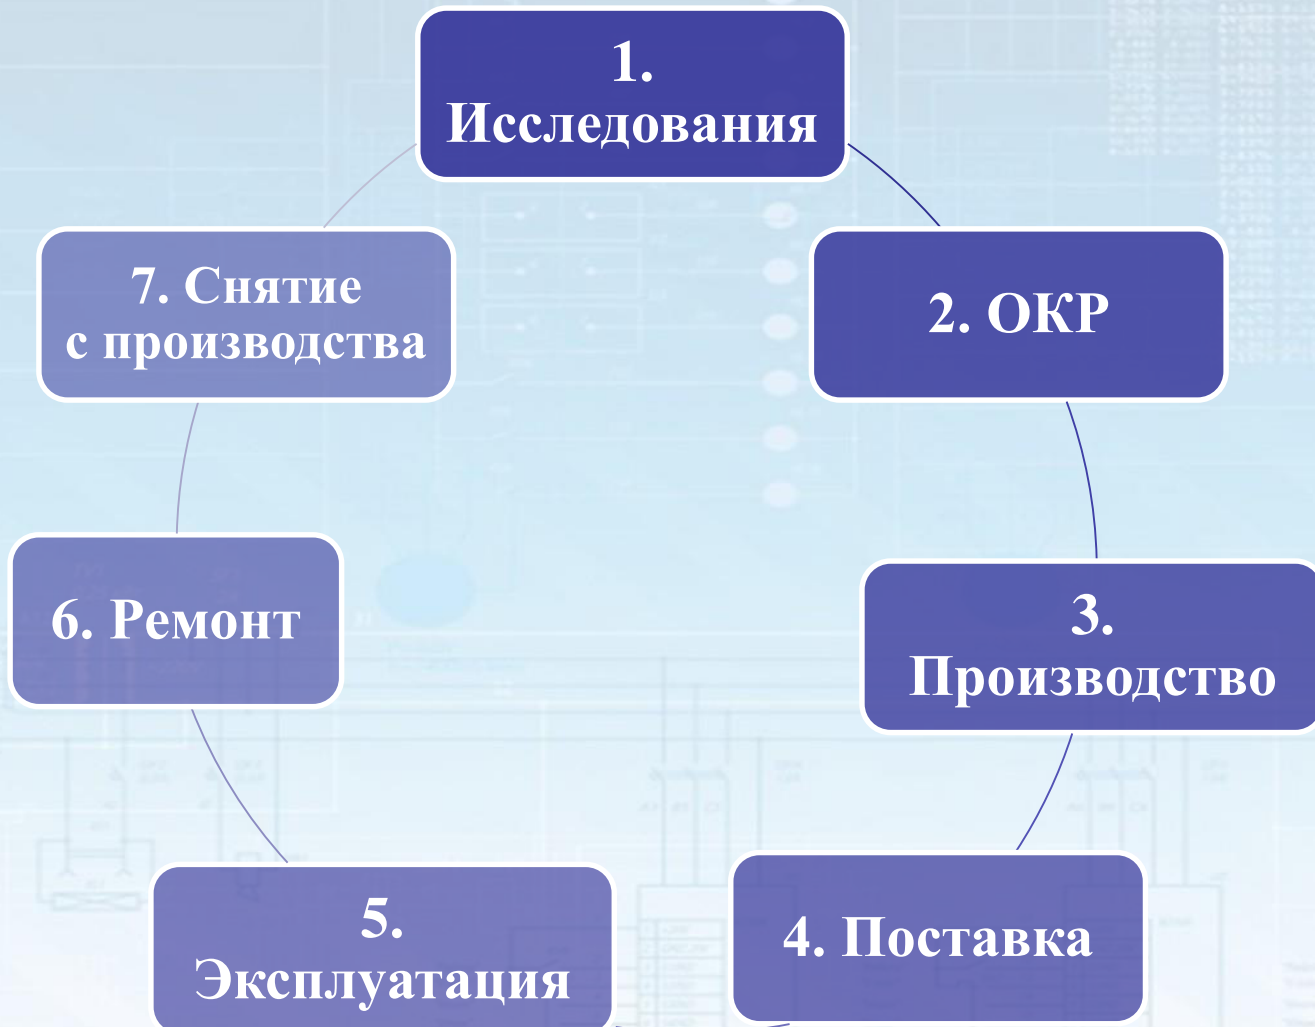 1.
Исследования
2. ОКР
3.
Производство
4. Поставка
5.
Эксплуатация
6. Ремонт
7. Снятие
с производства